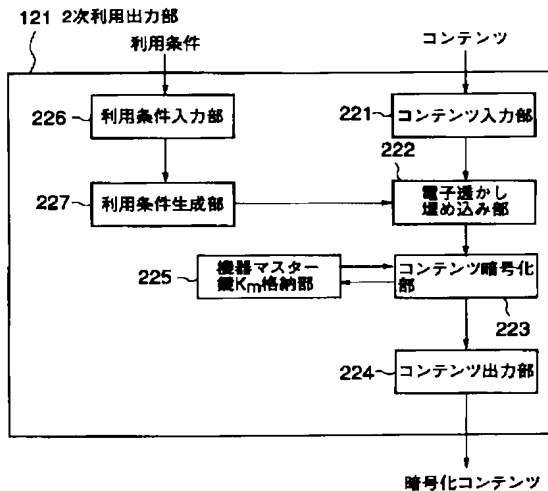 121 2次利用出力部
利用条件
コンテンツ
226
利用条件入力部
221
コンテンツ入力部
222
227
利用条件生成部
電子透かし
埋め込み部
225
機器マスター
鍵Km格納部
コンテンツ暗号化
部
223
224
コンテンツ出力部
暗号化コンテンツ